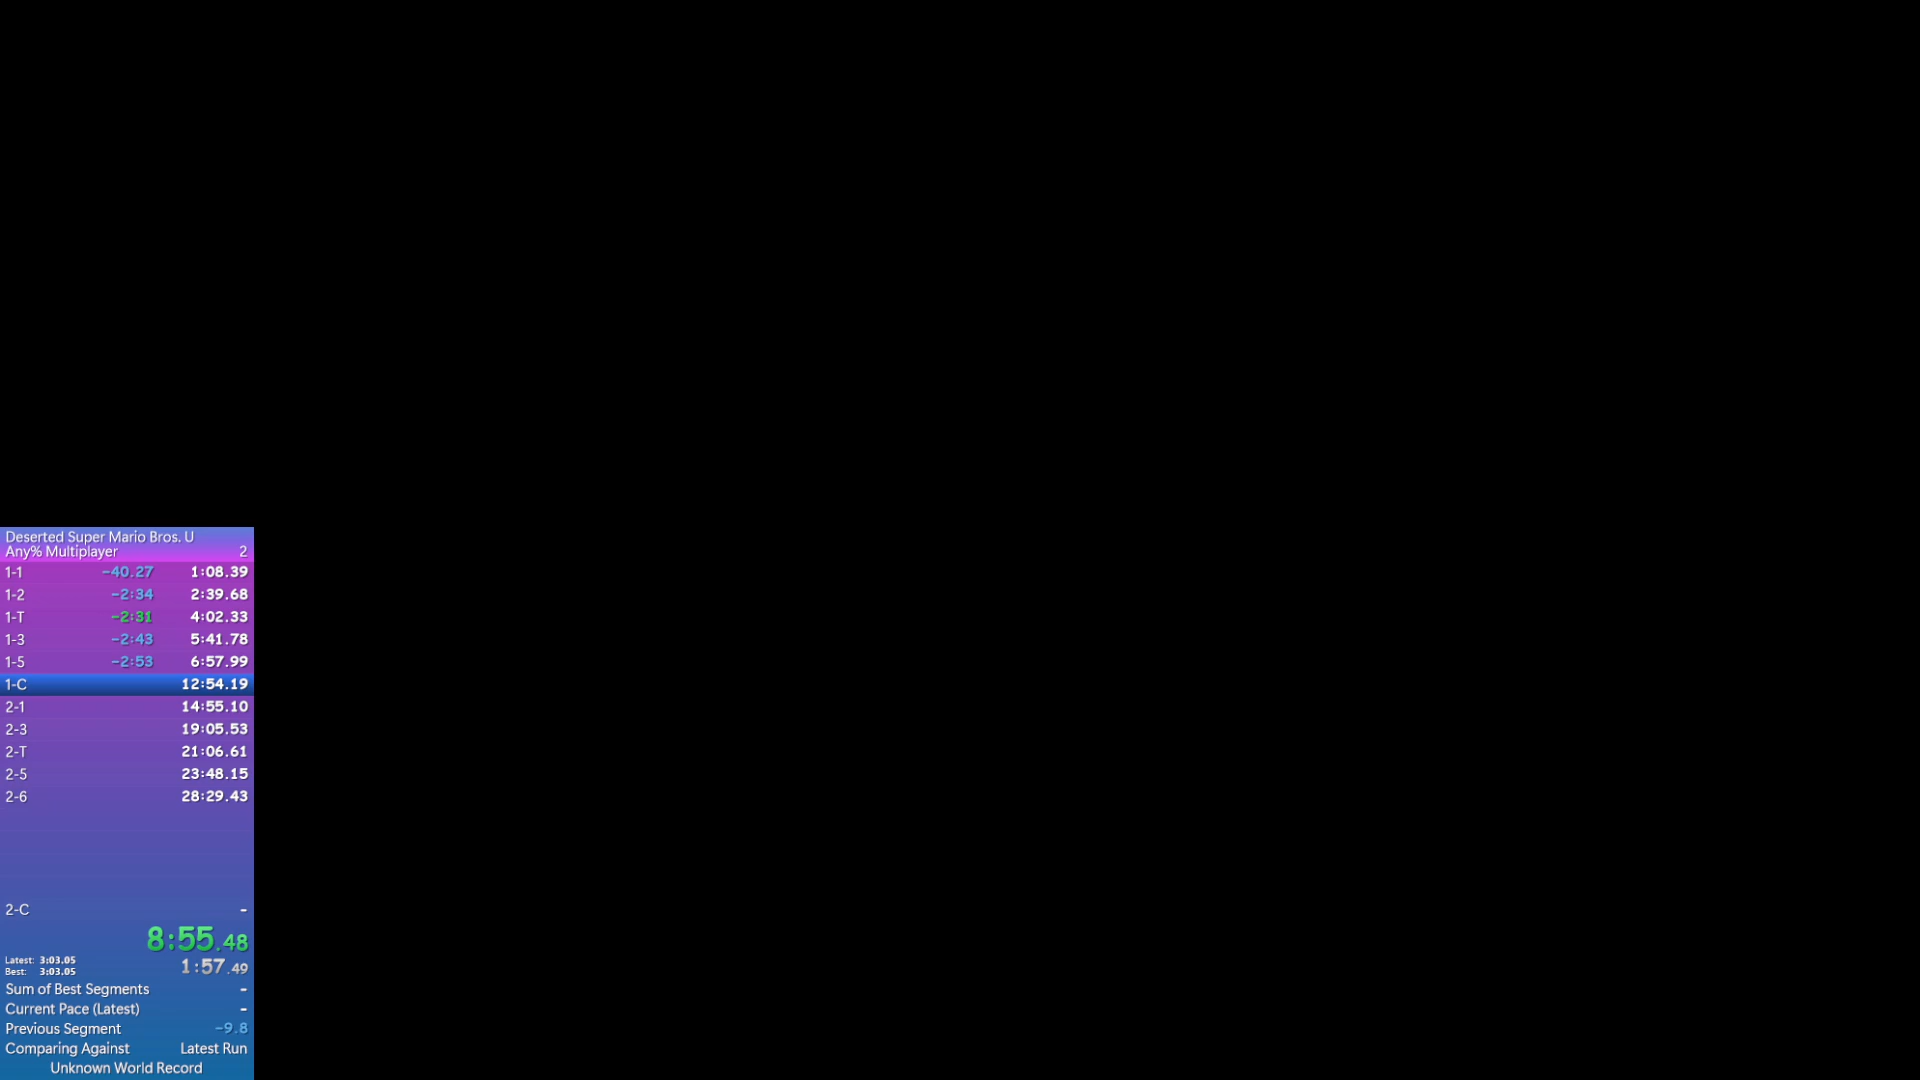 Deserted Super Mario Bros. U
Any% Multiplayer 2
1-1 -40.27 1:08.39
1-2 -2:34 2:39.68
1-T -2:31 4:02.33
1-3 -2:43 5:41.78
1-5 -2:53 6:57.99
1-C 12:54.19
2-1 14:55.10
2-3 19:05.53
2-T 21:06.61
2-5 23:48.15
2-6 28:29.43
2-C -
8:55.48
Latest: 3:03.05 1:57.49
Best: 3:03.05
Sum of Best Segments -
Current Pace (Latest) -
Previous Segment -9.8
Comparing Against Latest Run
Unknown World Record